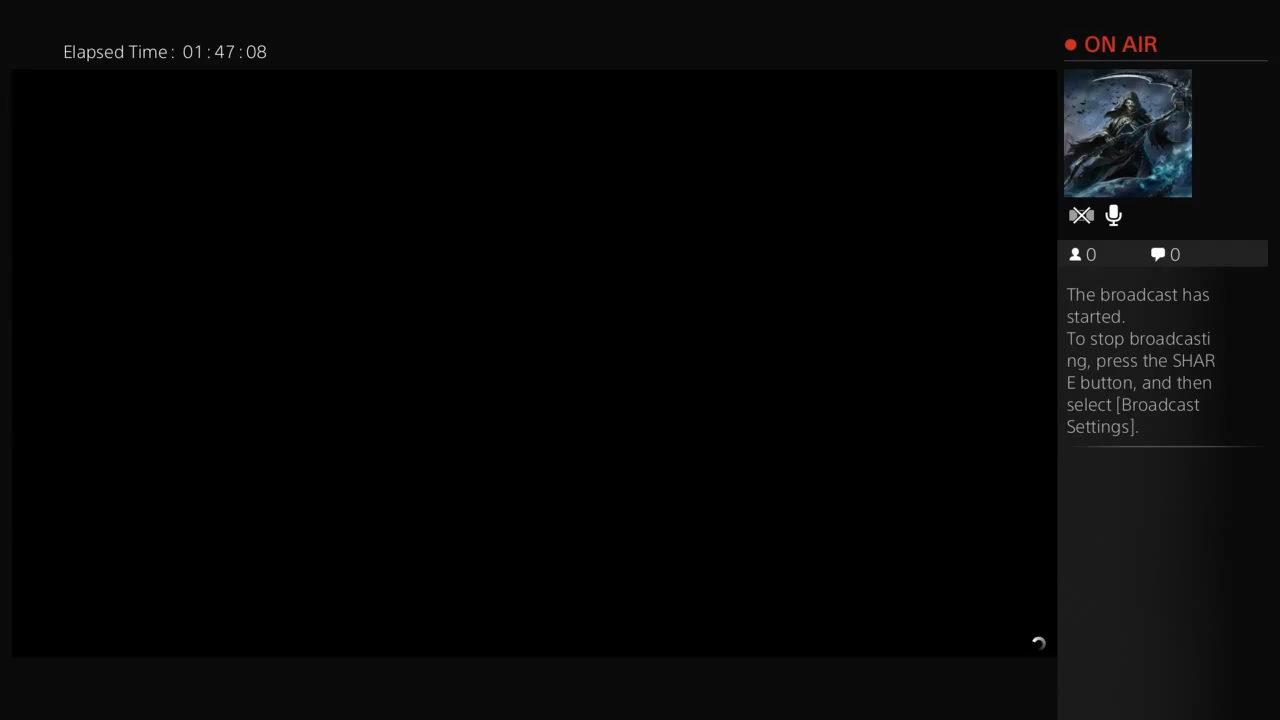 Elapsed Time: 01:47:08
ON AIR
0 0
The broadcast has
started.
To stop broadcasti
ng, press the SHAR
E button, and then
select [Broadcast
Settings].